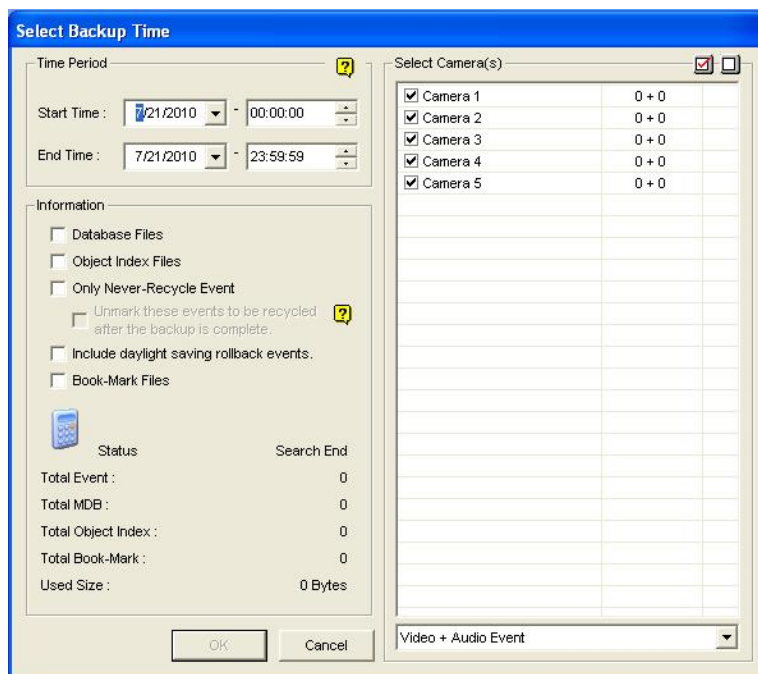 Select Backup Time
Time Period
?
Start Time : 7/21/2010 - 00:00:00
End Time : 7/21/2010 - 23:59:59
Information
Database Files
Object Index Files
Only Never-Recycle Event
Unmark these events to be recycled
after the backup is complete.
?
Include daylight saving rollback events.
Book-Mark Files
Status Search End
Total Event : 0
Total MDB : 0
Total Object Index : 0
Total Book-Mark : 0
Used Size : 0 Bytes
OK Cancel
Select Camera(s)
Camera 1 0 + 0
Camera 2 0 + 0
Camera 3 0 + 0
Camera 4 0 + 0
Camera 5 0 + 0
Video + Audio Event